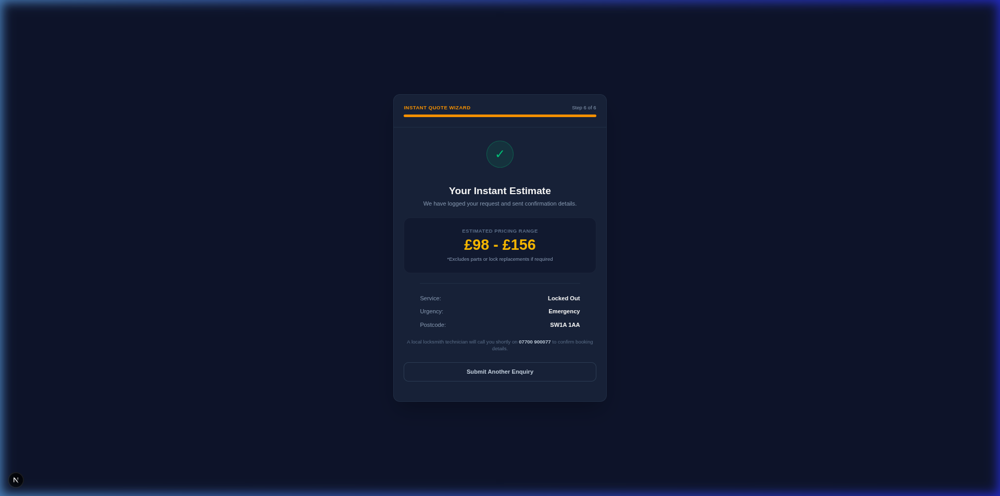 INSTANT QUOTE WIZARD
Step 6 of 6
✓
Your Instant Estimate
We have logged your request and sent confirmation details.
ESTIMATED PRICING RANGE
£98 - £156
*Excludes parts or lock replacements if required
Service: Locked Out
Urgency: Emergency
Postcode: SW1A 1AA
A local locksmith technician will call you shortly on 07700 900077 to confirm booking
details.
Submit Another Enquiry
N